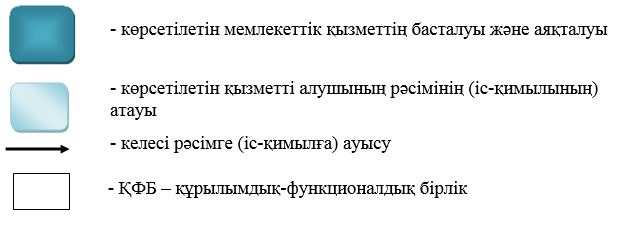 - көрсетілетін мемлекеттік қызметтің басталуы және аяқталуы
- көрсетілетін қызметті алушының рәсімінің (іс-қимылының)
атауы
- келесі рәсімге (іс-қимылға) ауысу
- ҚФБ – құрылымдық-функционалдық бірлік